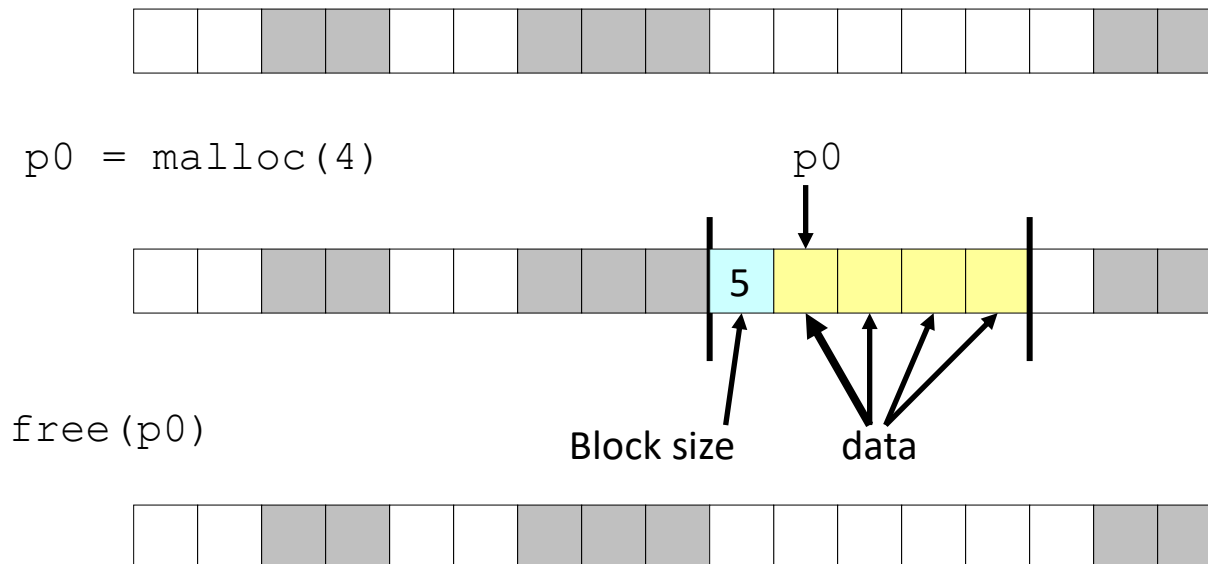 p0 = malloc(4)
p0
5
free(p0)
Block size
data